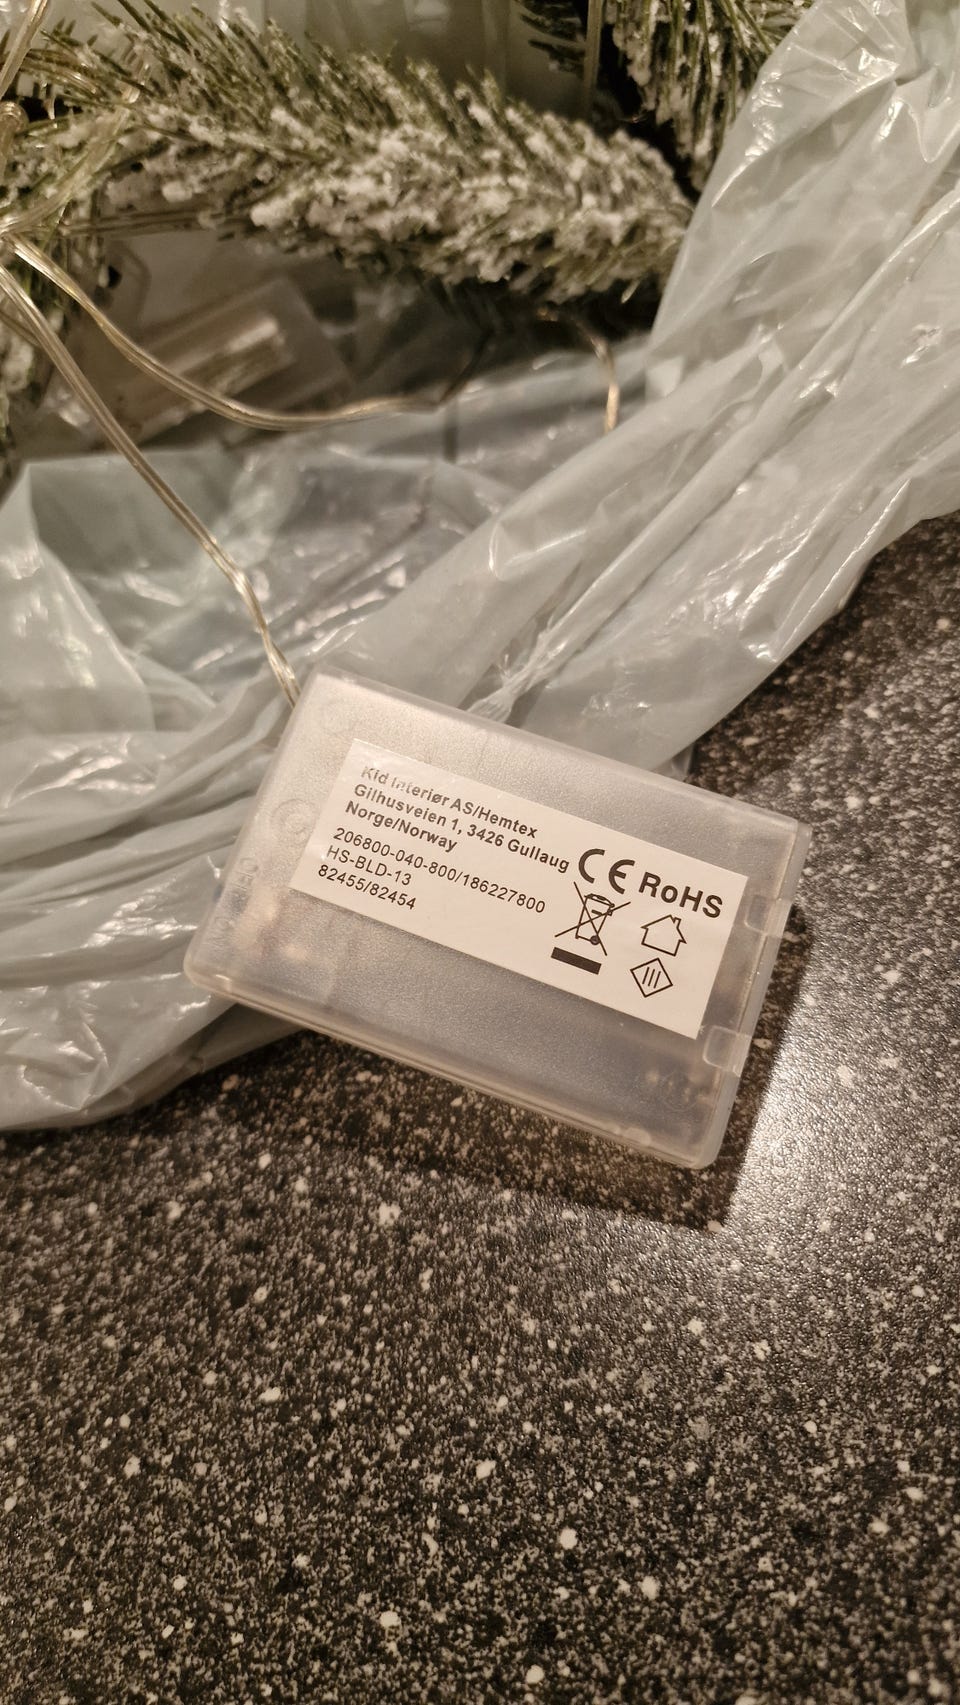 Kid Interiør AS/Hemtex
Gilhusveien 1, 3426 Gullaug
Norge/Norway
206800-040-800/186227800
HS-BLD-13
82455/82454
CE RoHS